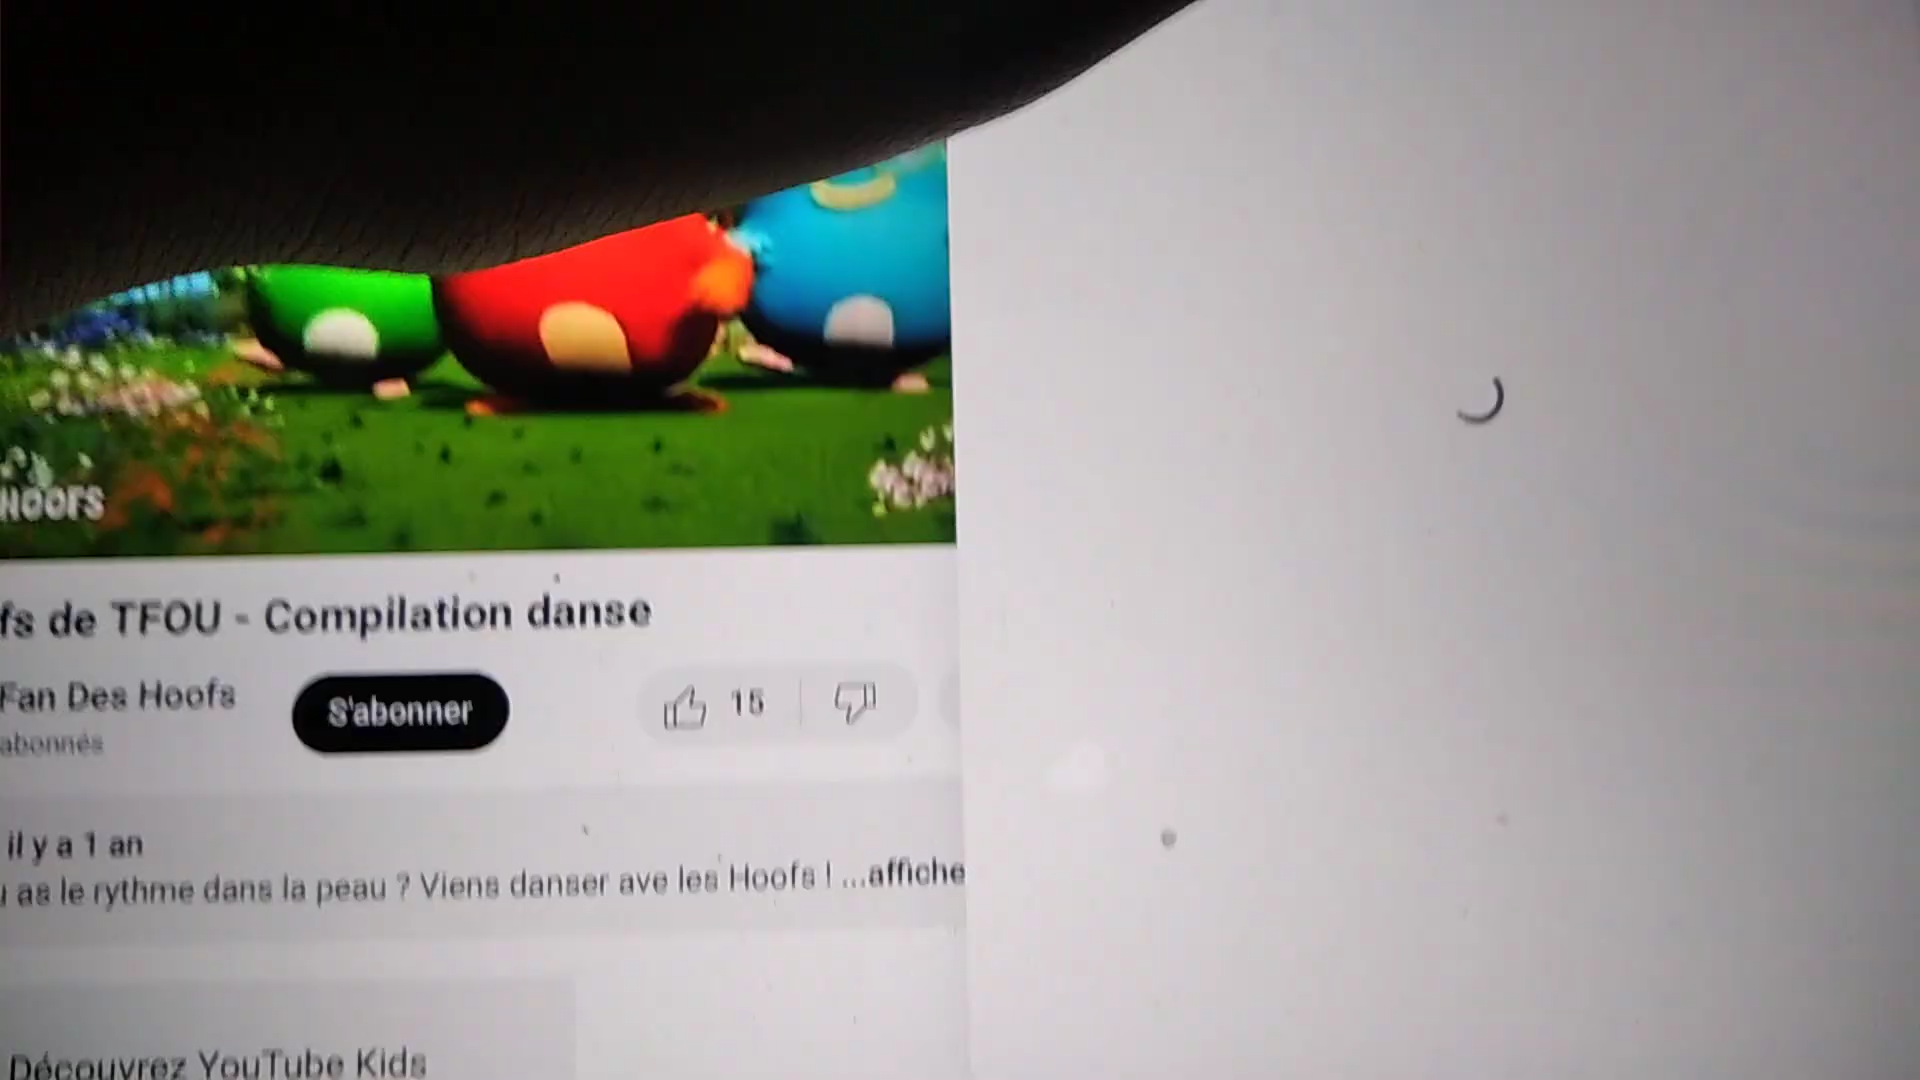 HOOFS
fs de TFOU - Compilation danse
Fan Des Hoofs
S'abonner
15
abonnés
il y a 1 an
as le rythme dans la peau ? Viens danser ave les Hoofs ! ...affiche
Découvrez YouTube Kids